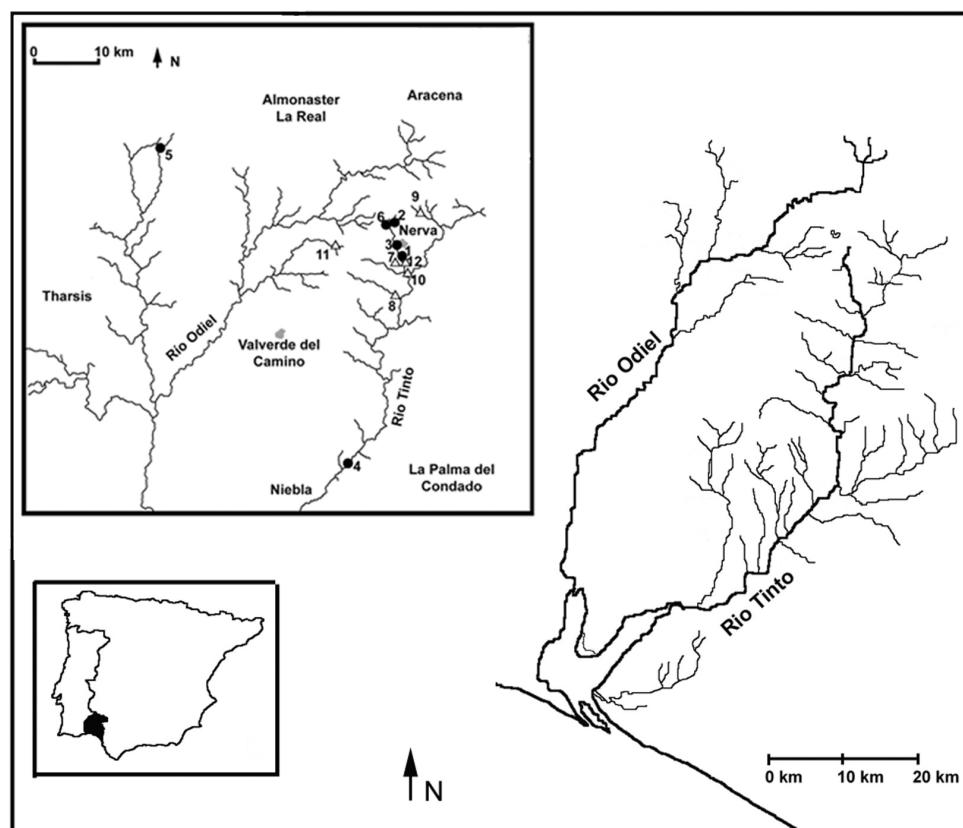 0 10 km N
Almonaster
La Real
Aracena
5
9
6 2
Nerva
3
1
7 12
11
10
8
Tharsis
Río Odiel
Valverde del
Camino
Río Tinto
4
La Palma del
Condado
Niebla
Rio Odiel
Rio Tinto
N
0 km 10 km 20 km